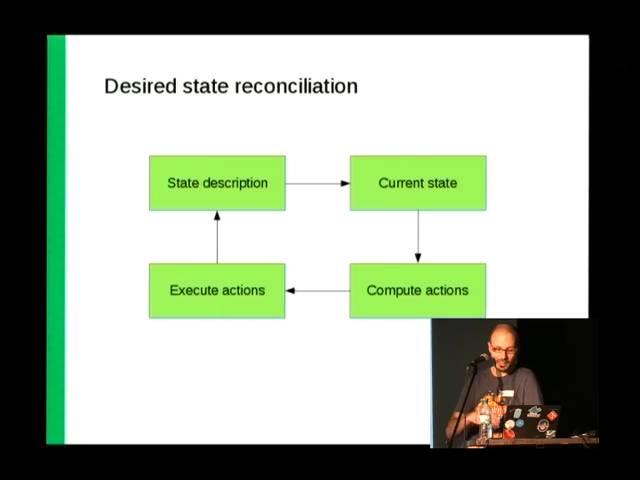 Desired state reconciliation
State description
Current state
Execute actions
Compute actions